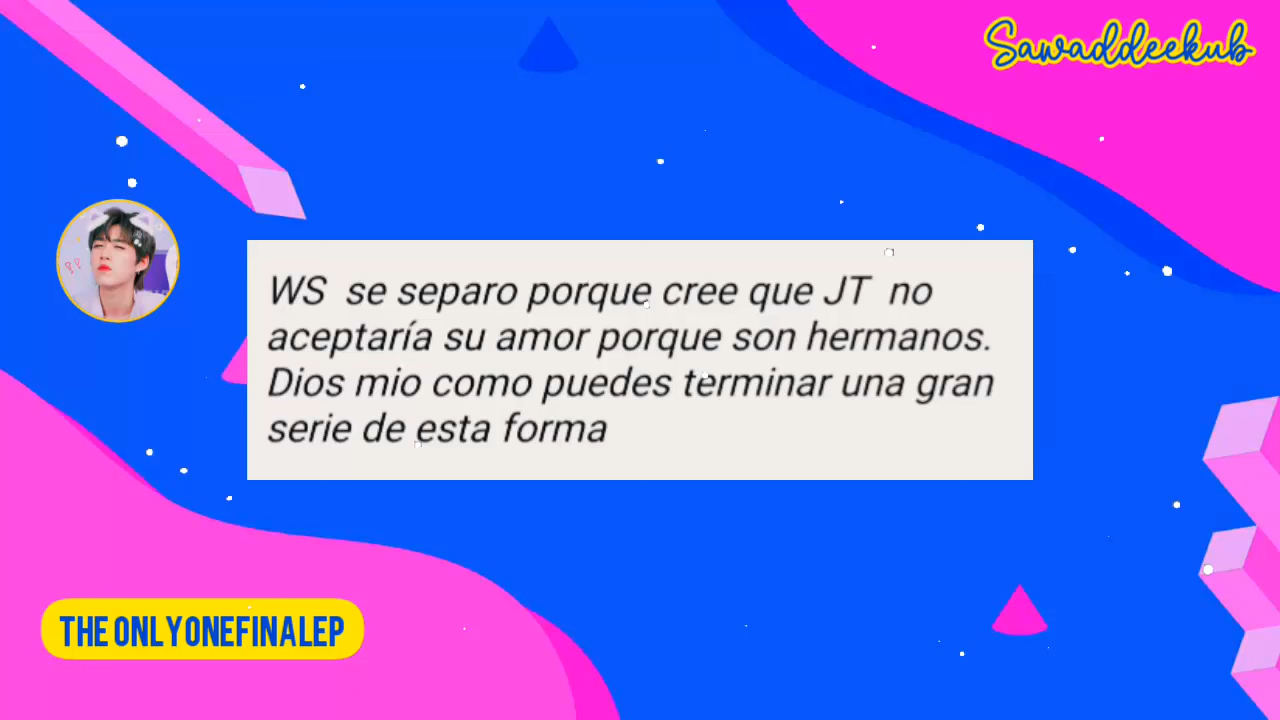 Sawaddeekub
WS se separo porque cree que JT no
aceptaría su amor porque son hermanos.
Dios mio como puedes terminar una gran
serie de esta forma
THE ONLYONEFINALEP